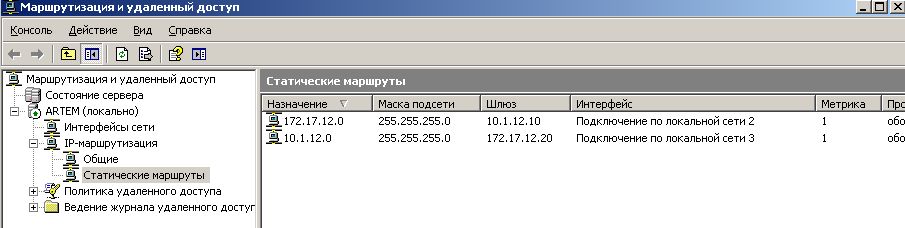 Маршрутизация и удаленный доступ
Консоль Действие Вид Справка
Маршрутизация и удаленный доступ
Состояние сервера
ARTEM (локально)
Интерфейсы сети
IP-маршрутизация
Общие
Статические маршруты
Политика удаленного доступа
Ведение журнала удаленного доступ
Статические маршруты
Назначение Маска подсети Шлюз Интерфейс Метрика Про
172.17.12.0 255.255.255.0 10.1.12.10 Подключение по локальной сети 2 1 обо
10.1.12.0 255.255.255.0 172.17.12.20 Подключение по локальной сети 3 1 обо